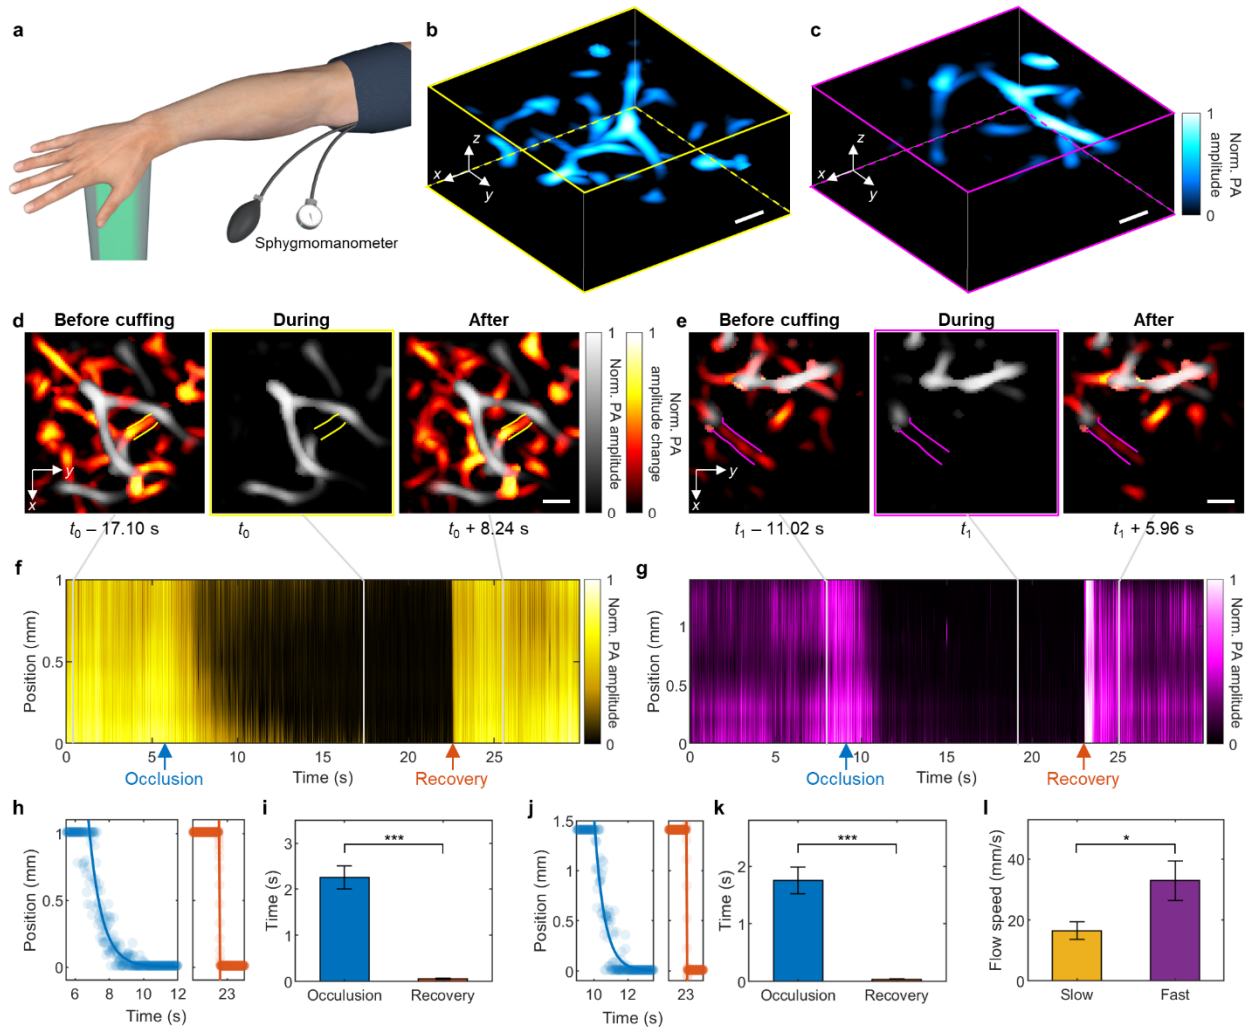 a
Sphygmomanometer
b
z
x
y
c
z
x
y
1
0
Norm. PA
amplitude
d
Before cuffing
During
After
y
x
t0 – 17.10 s
t0
t0 + 8.24 s
1
0
Norm. PA amplitude
1
0
Norm. PA
amplitude change
e
Before cuffing
During
After
y
x
t1 – 11.02 s
t1
t1 + 5.96 s
f
Position (mm)
1
0.5
0
0 5 10 15 20 25
Time (s)
Occlusion
Recovery
1
0
Norm. PA amplitude
g
Position (mm)
1
0.5
0
0 5 10 15 20 25
Time (s)
Occlusion
Recovery
1
0
Norm. PA amplitude
h
Position (mm)
1
0.5
0
6 8 10 12 23
Time (s)
i
Time (s)
3
2
1
0
***
Occulusion Recovery
j
Position (mm)
1.5
1
0.5
0
10 12 23
Time (s)
k
Time (s)
2
1
0
***
Occulusion Recovery
l
Flow speed (mm/s)
40
20
0
*
Slow Fast